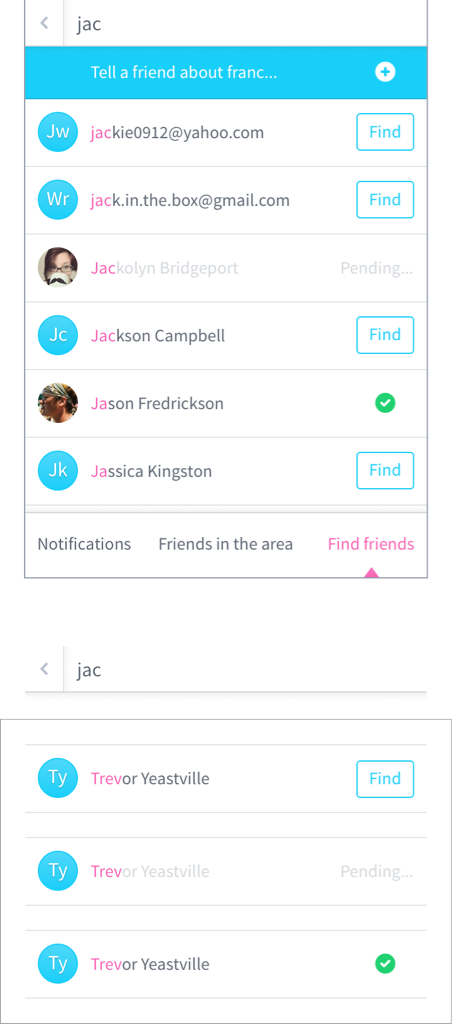 jac
Tell a friend about franc...
Jw jackie0912@yahoo.com Find
Wr jack.in.the.box@gmail.com Find
Jackolyn Bridgeport Pending...
Jc Jackson Campbell Find
Jason Fredrickson
Jk Jassica Kingston Find
Notifications Friends in the area Find friends
jac
Ty Trevor Yeastville Find
Ty Trevor Yeastville Pending...
Ty Trevor Yeastville